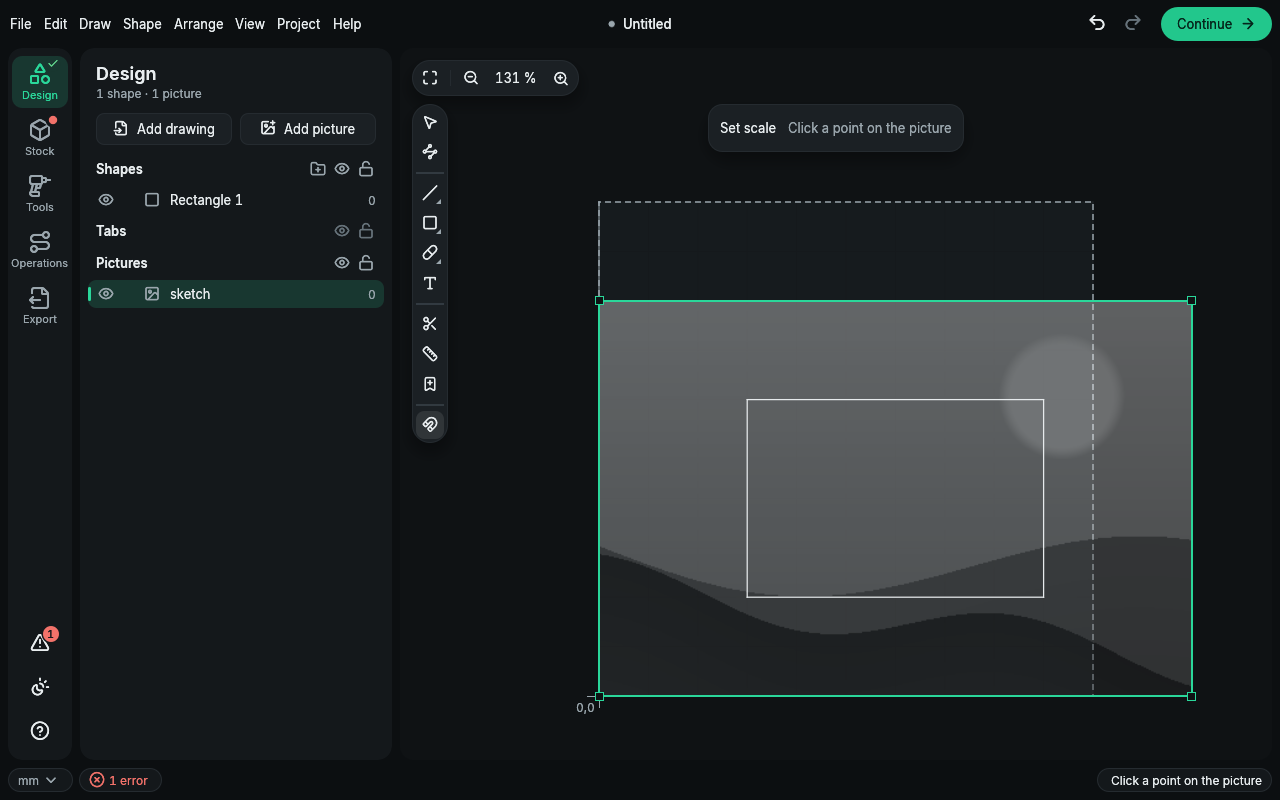 File Edit Draw Shape Arrange View Project Help
Untitled
Continue
Design
Stock
Tools
Operations
Export
1
Design
1 shape · 1 picture
Add drawing
Add picture
Shapes
Rectangle 1 0
Tabs
Pictures
sketch 0
131 %
Set scale Click a point on the picture
0,0
mm
1 error
Click a point on the picture